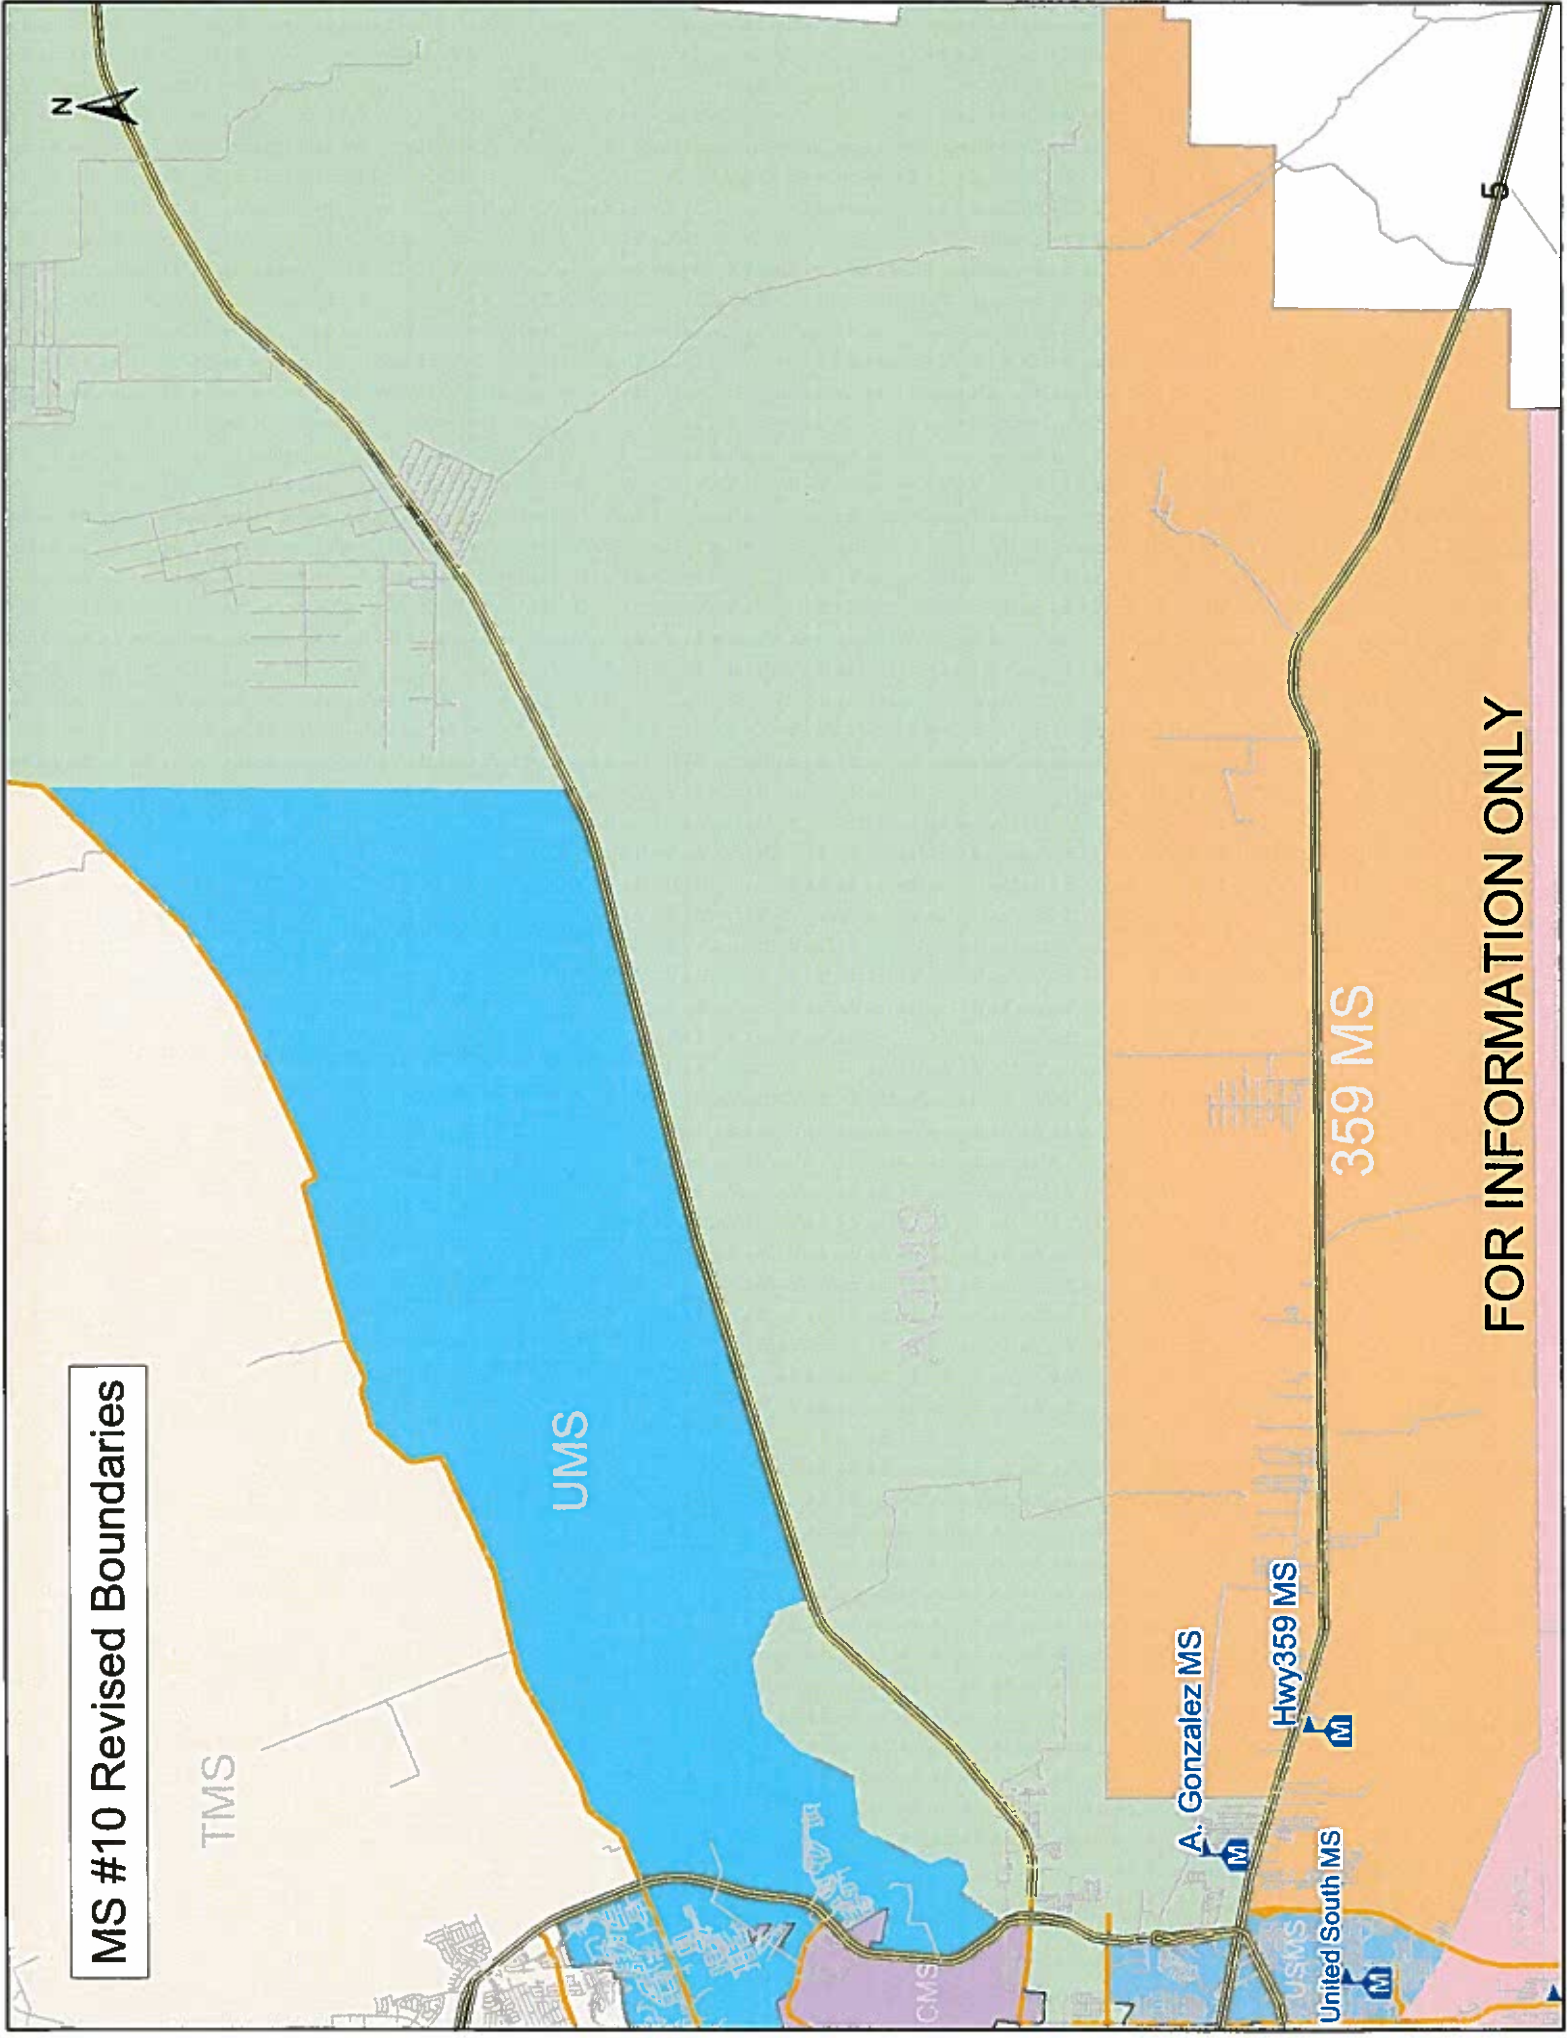 MS #10 Revised Boundaries
N
TMS
UMS
AGMS
A. Gonzalez MS
Hwy359 MS
359 MS
CMS
USMS
United South MS
M
M
M
5
FOR INFORMATION ONLY